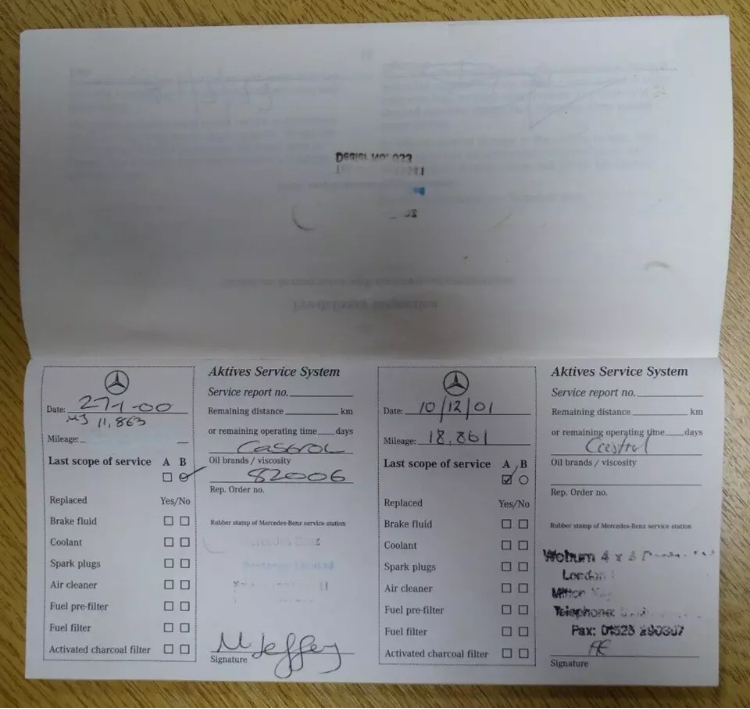 Aktives Service System
Service report no.
Date: 27-1-00
Remaining distance km
11,863
or remaining operating time days
Mileage:
Castrol
Last scope of service A B
Oil brands / viscosity
82006
Rep. Order no.
Replaced Yes/No
Brake fluid
Rubber stamp of Mercedes-Benz service station
Coolant
Spark plugs
Air cleaner
Fuel pre-filter
Fuel filter
M Jeffey
Activated charcoal filter
Signature
Aktives Service System
Service report no.
Date: 10/12/01
Remaining distance km
or remaining operating time days
Mileage: 18,861
Castrol
Last scope of service A B
Oil brands / viscosity
Rep. Order no.
Replaced Yes/No
Brake fluid
Rubber stamp of Mercedes-Benz service station
Coolant
Woburn 4 x 4
Spark plugs
London
Air cleaner
Telephone:
Fuel pre-filter
Fax: 01525 290307
Fuel filter
Activated charcoal filter
Signature